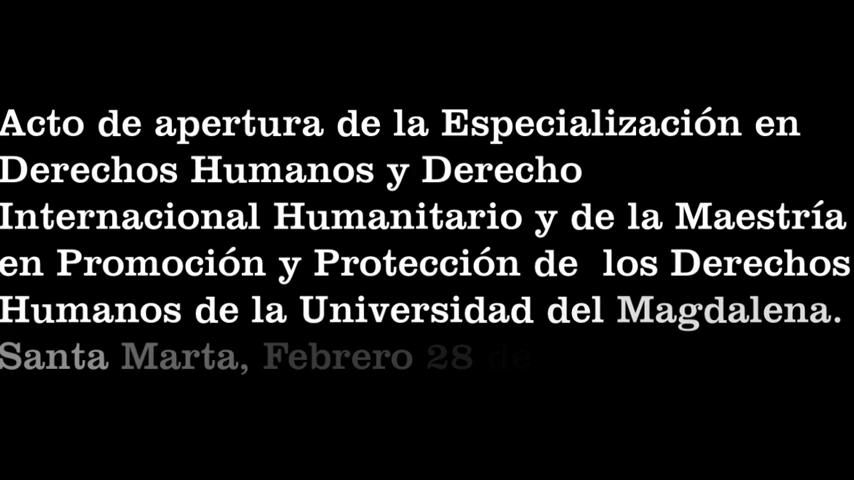 Acto de apertura de la Especialización en
Derechos Humanos y Derecho
Internacional Humanitario y de la Maestría
en Promoción y Protección de  los Derechos
Humanos de la Universidad del Magdalena.
Santa Marta, Febrero 28 de